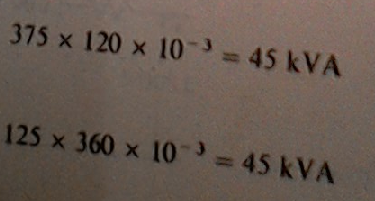 375 × 120 × 10⁻³ = 45 kVA
125 × 360 × 10⁻³ = 45 kVA